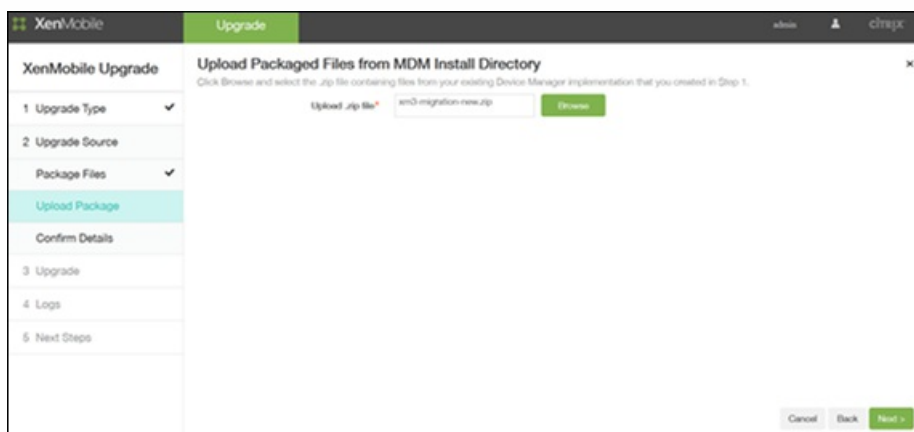 XenMobile
Upgrade
admin
citrix
XenMobile Upgrade
1 Upgrade Type
2 Upgrade Source
Package Files
Upload Package
Confirm Details
3 Upgrade
4 Logs
5 Next Steps
Upload Packaged Files from MDM Install Directory
Click Browse and select the .zip file containing files from your existing Device Manager implementation that you created in Step 1.
Upload .zip file*
xm3-migration-new.zip
Browse
Cancel
Back
Next >